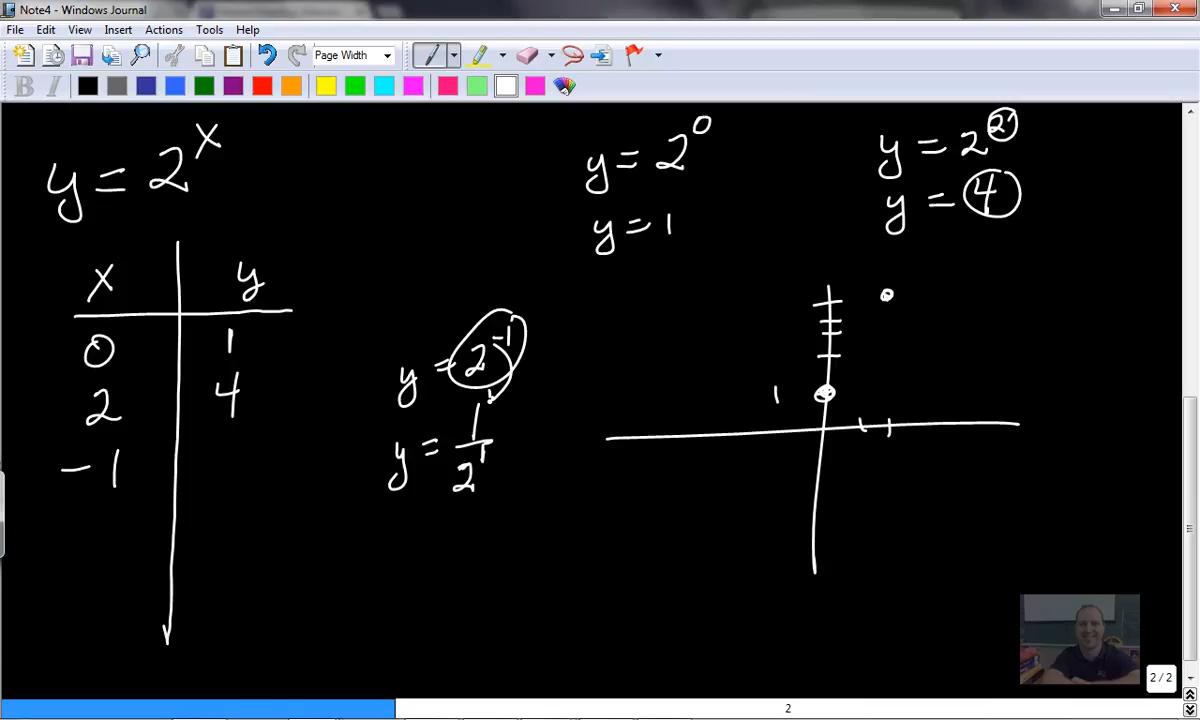 Note4 - Windows Journal
File Edit View Insert Actions Tools Help
Page Width
B I
y = 2^x
y = 2^0
y = 1
y = 2^2
y = 4
x y
0 1
2 4
-1
y = 2^-1
y = 1/2^1
1
2 / 2
2